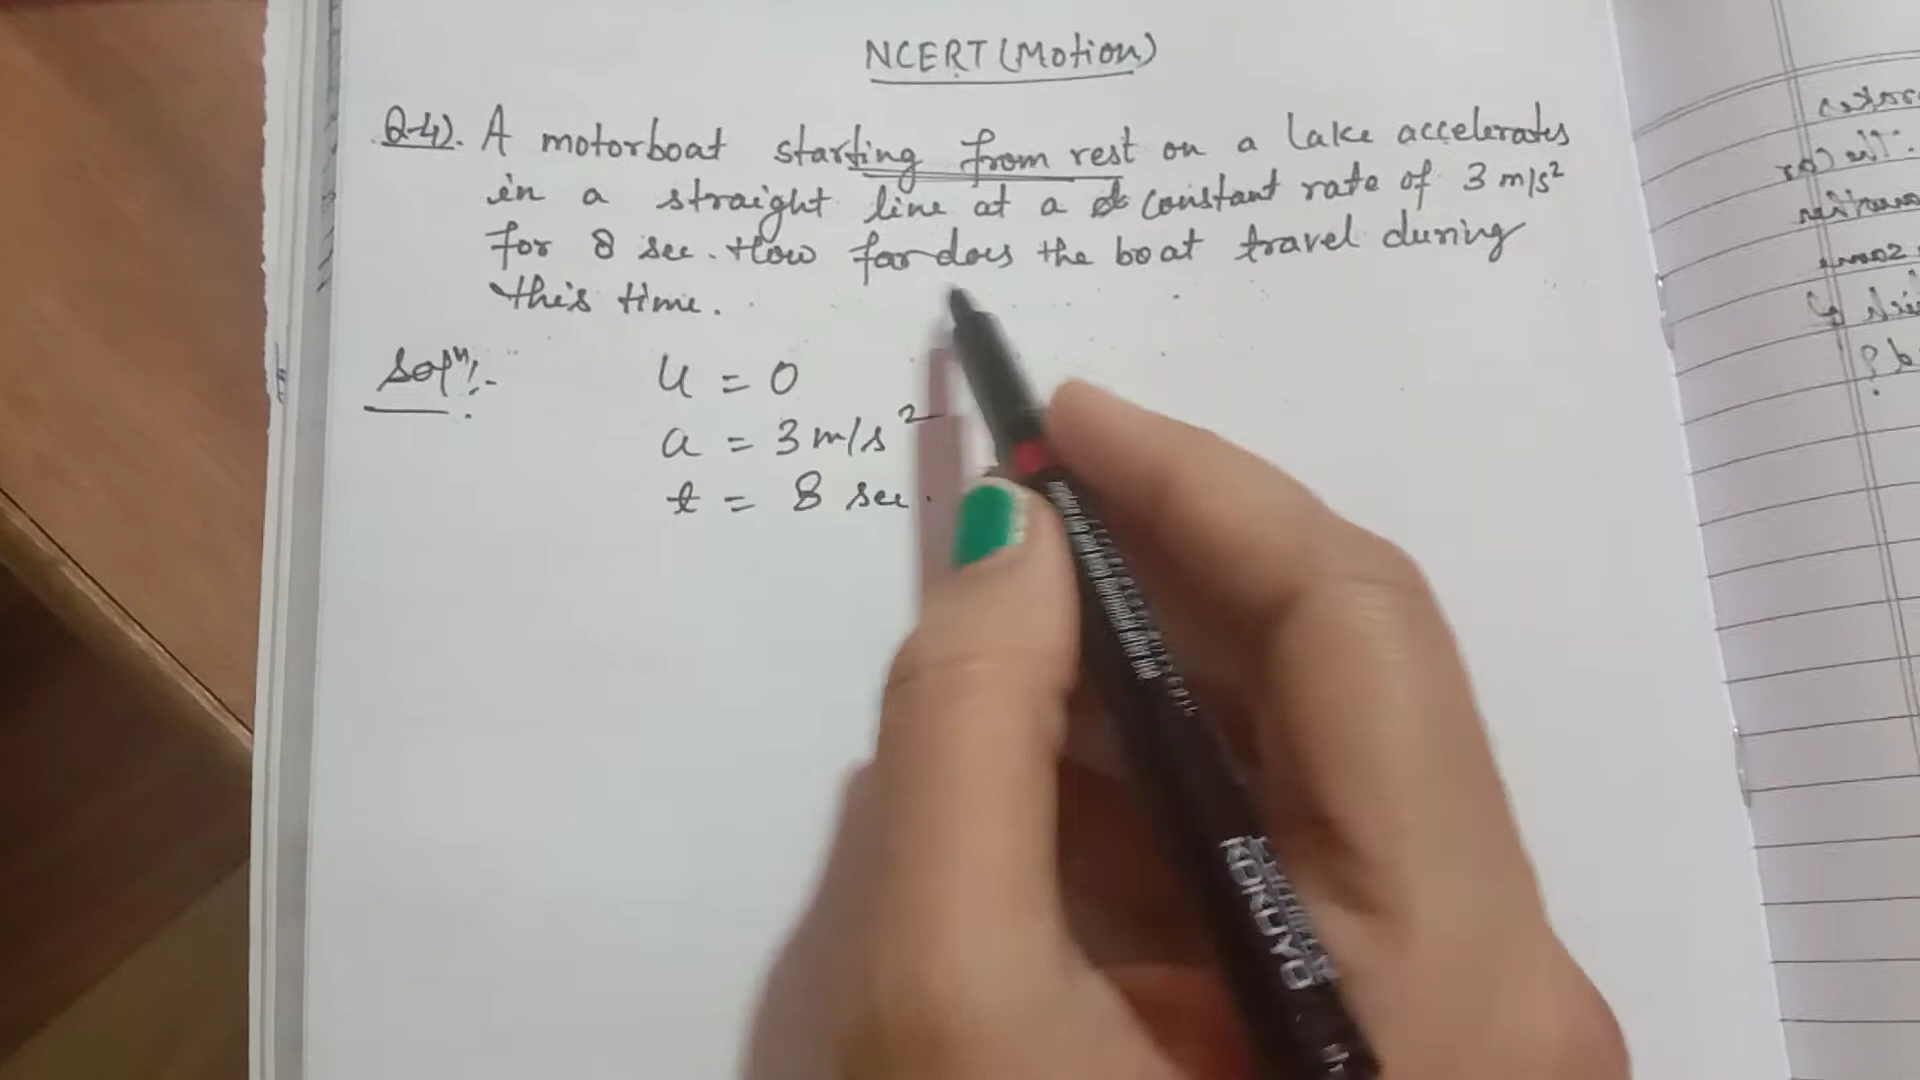 NCERT (Motion)
Q-4). A motorboat starting from rest on a lake accelerates
in a straight line at a constant rate of 3 m/s²
for 8 sec. How far does the boat travel during
this time.
Solⁿ:-
u = 0
a = 3 m/s²
t = 8 sec.
KOKUYO